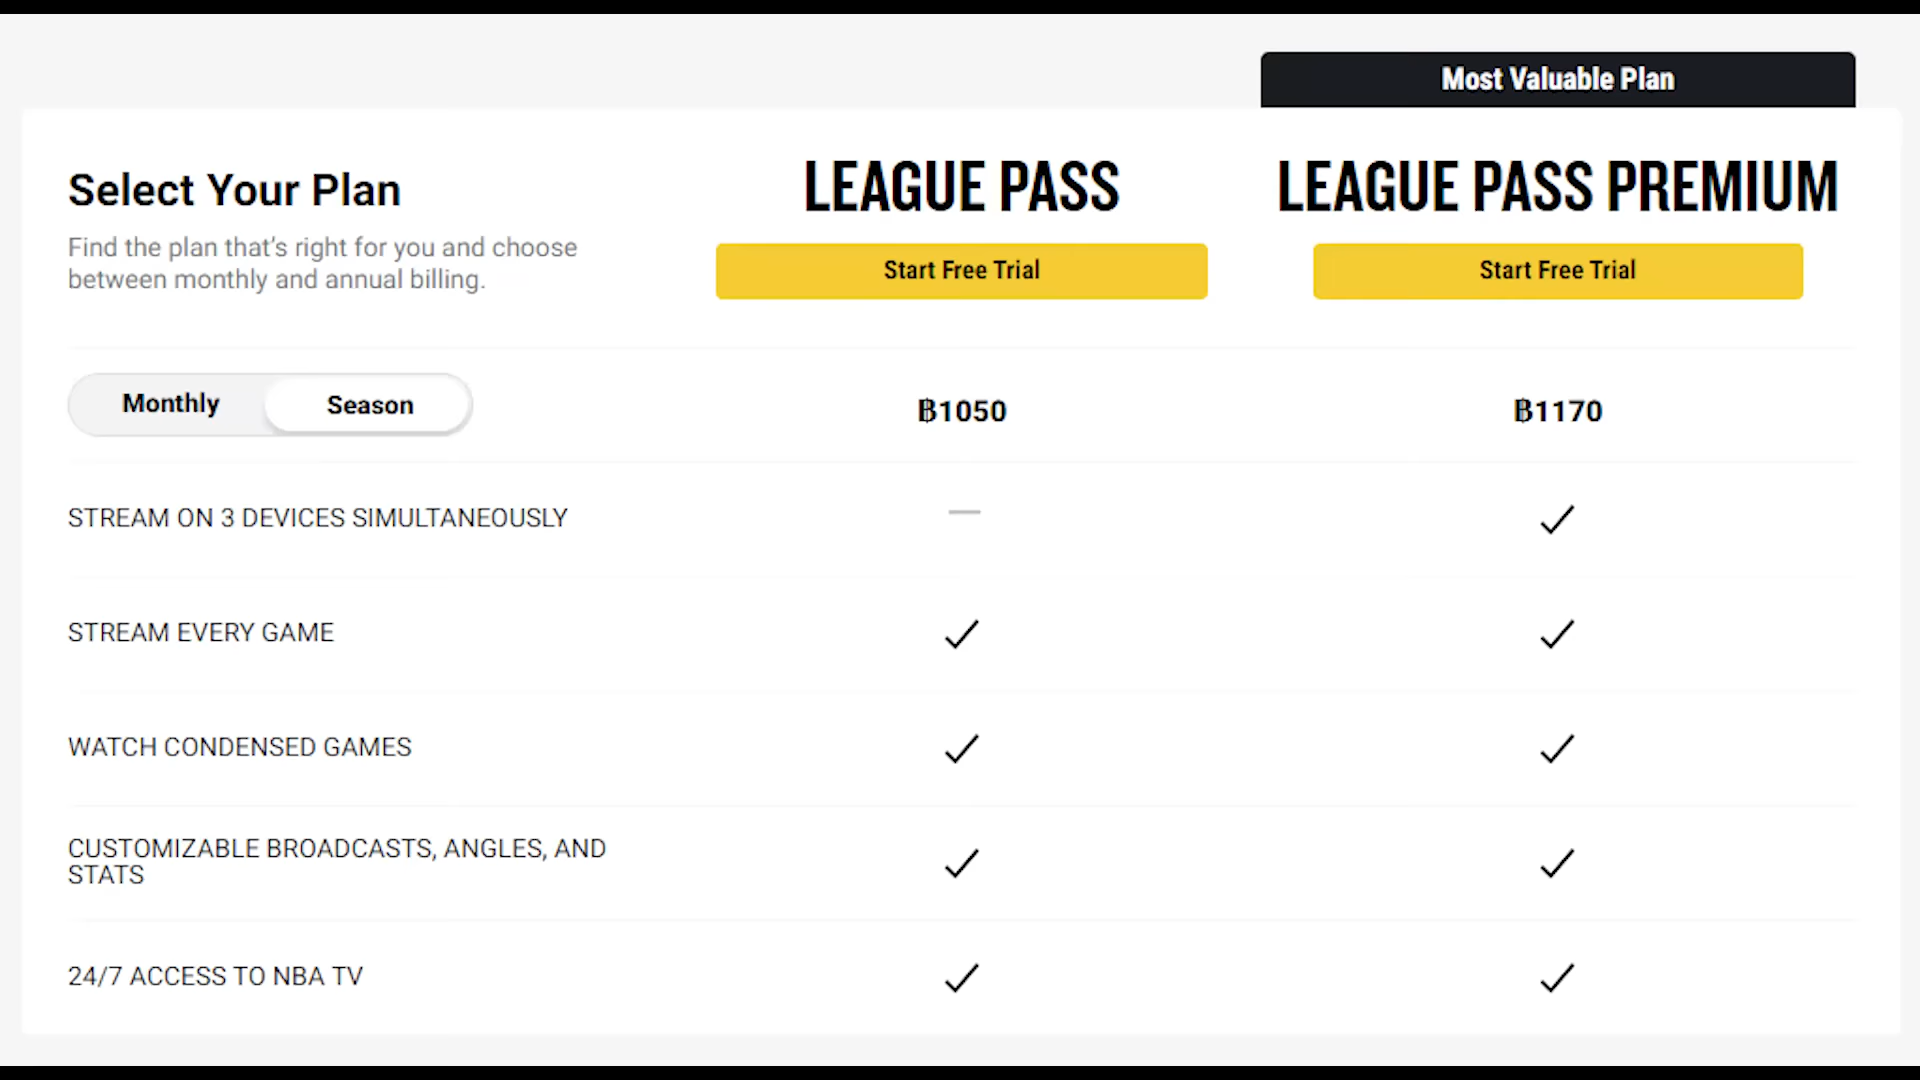 Most Valuable Plan
Select Your Plan
Find the plan that's right for you and choose
between monthly and annual billing.
LEAGUE PASS
Start Free Trial
LEAGUE PASS PREMIUM
Start Free Trial
Monthly Season
฿1050
฿1170
STREAM ON 3 DEVICES SIMULTANEOUSLY
STREAM EVERY GAME
WATCH CONDENSED GAMES
CUSTOMIZABLE BROADCASTS, ANGLES, AND
STATS
24/7 ACCESS TO NBA TV